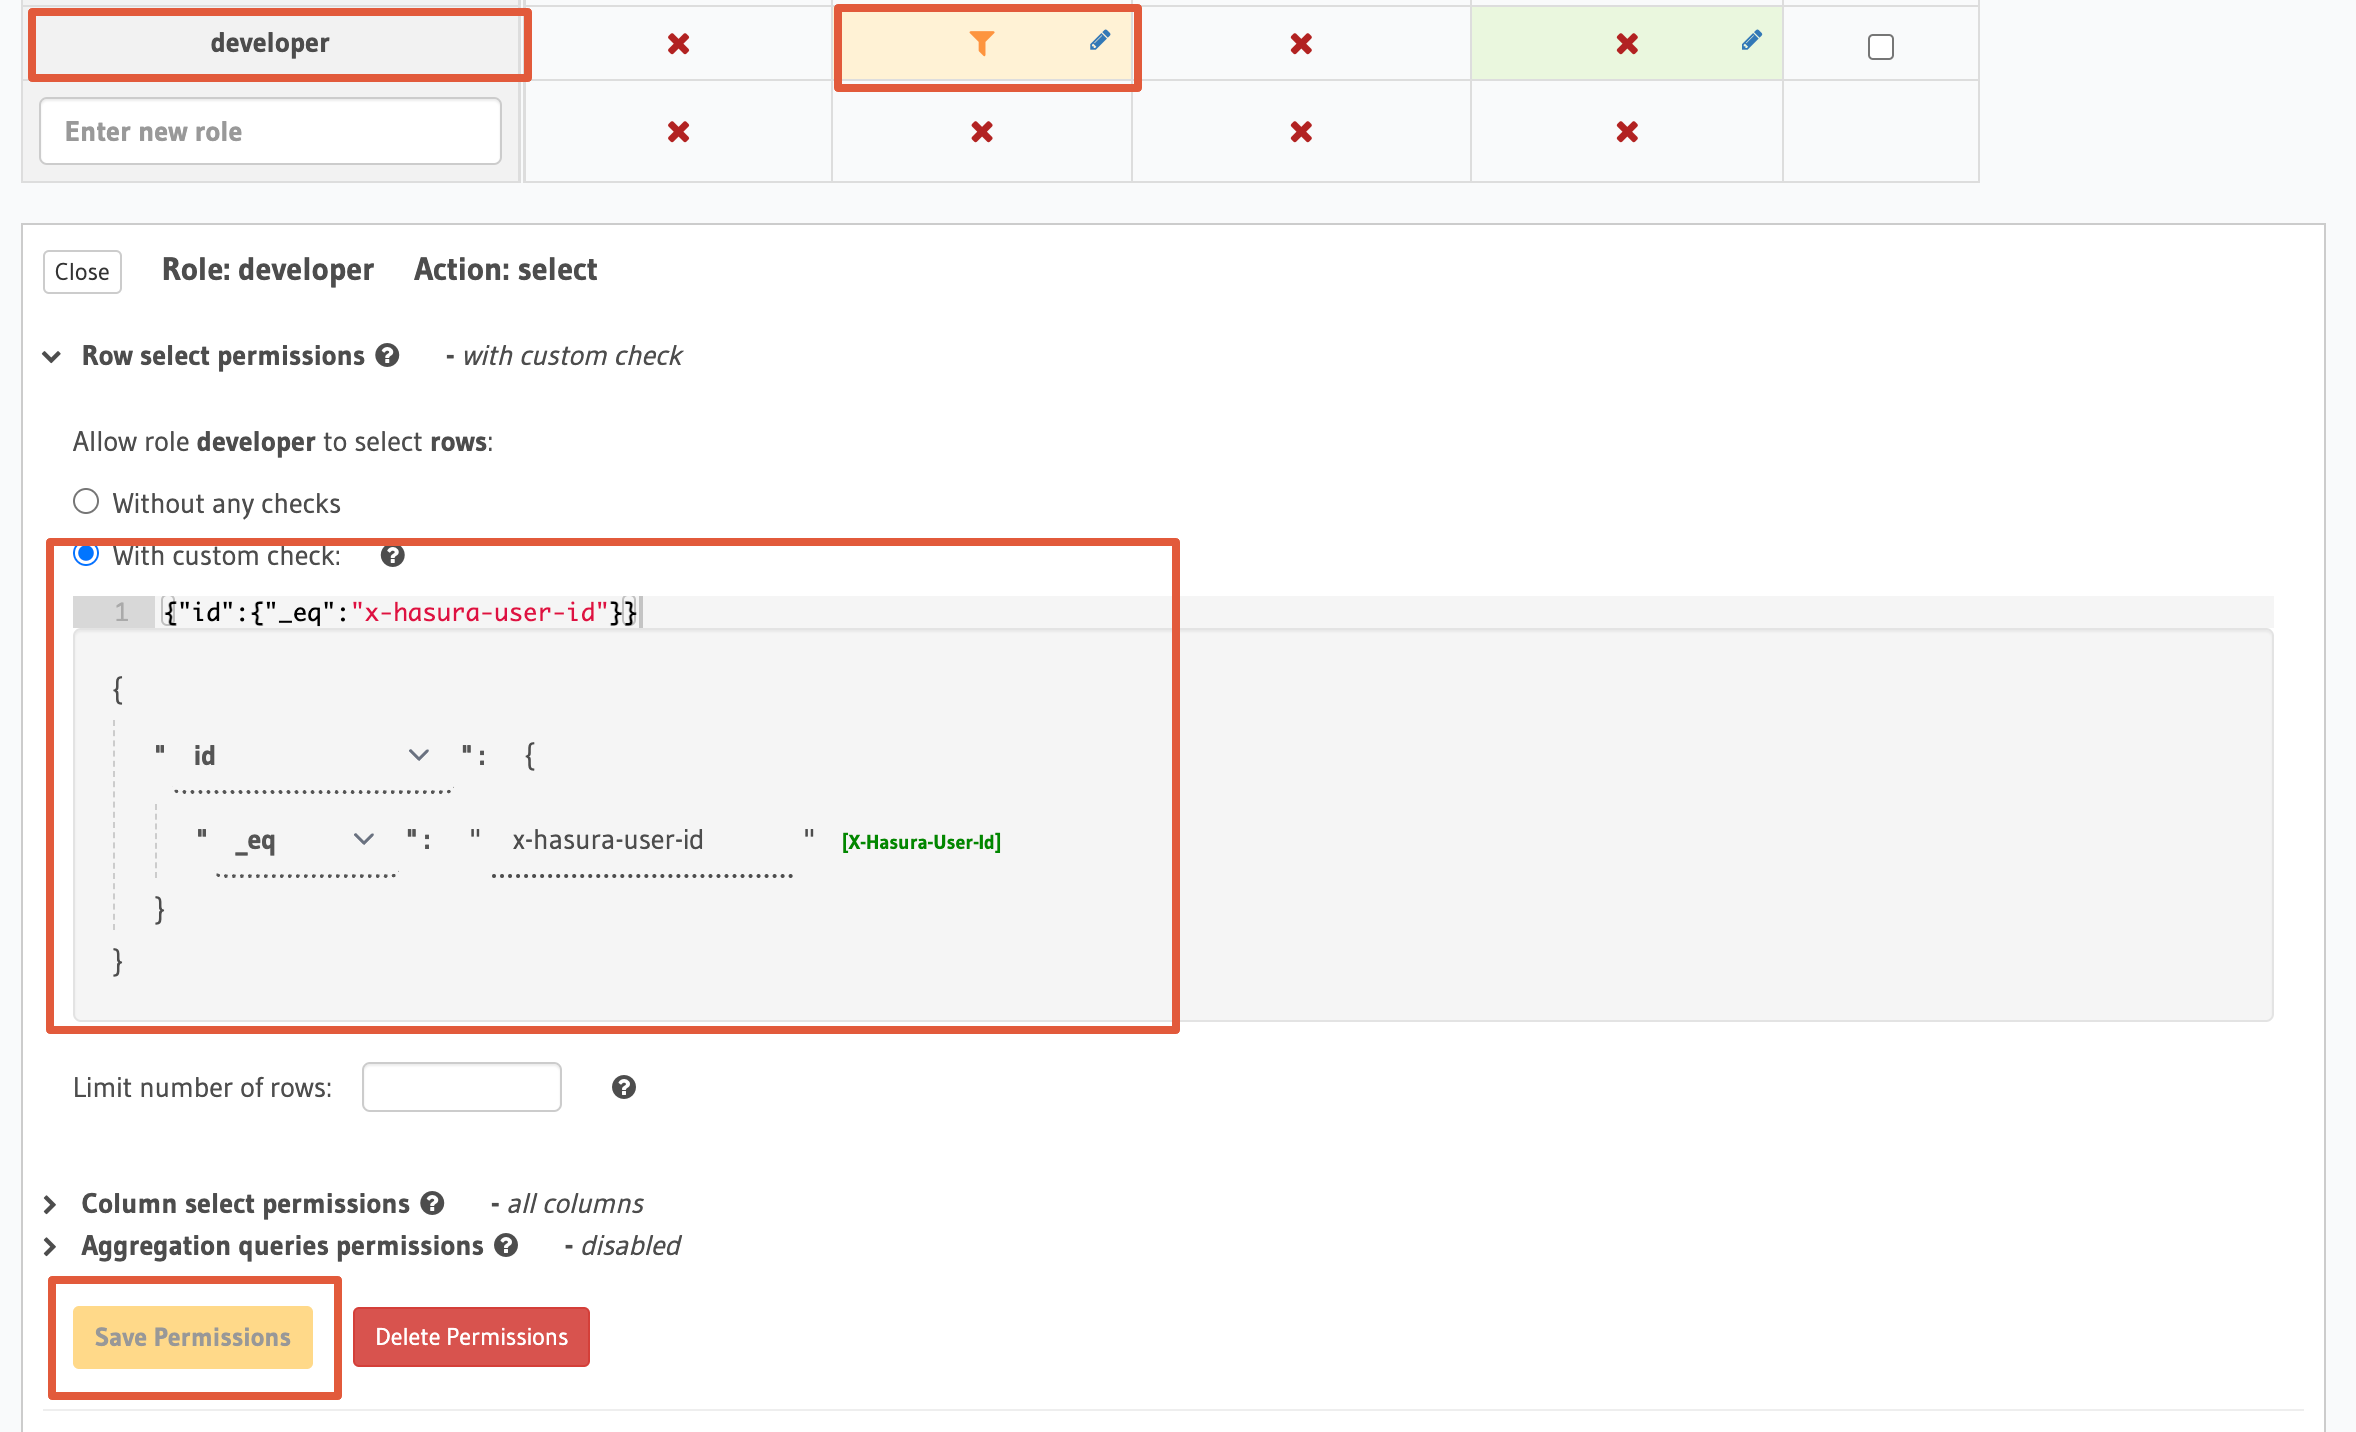 developer
Enter new role
Close Role: developer Action: select
Row select permissions ? - with custom check
Allow role developer to select rows:
Without any checks
With custom check: ?
1 {"id":{"_eq":"x-hasura-user-id"}}
{
" id ": {
" _eq ": " x-hasura-user-id " [X-Hasura-User-Id]
}
}
Limit number of rows: ?
Column select permissions ? - all columns
Aggregation queries permissions ? - disabled
Save Permissions Delete Permissions